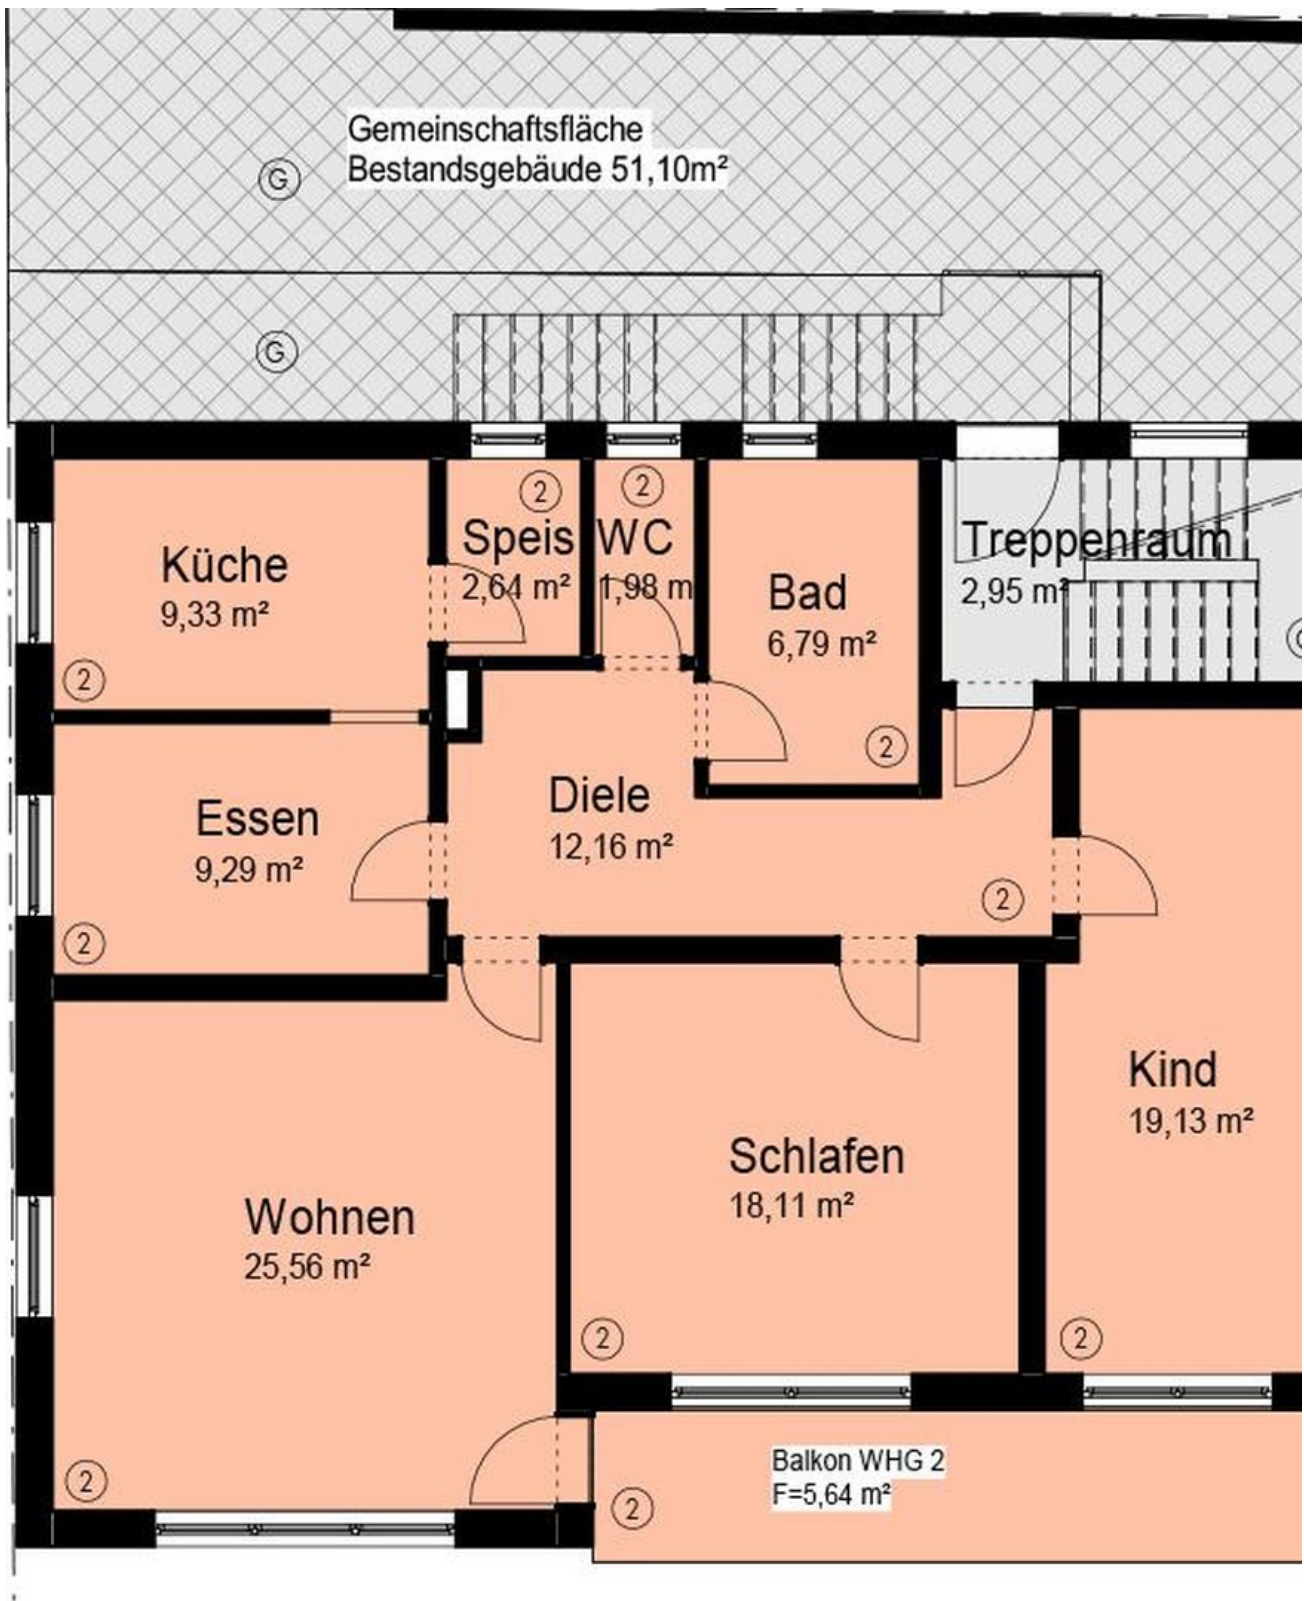 Gemeinschaftsfläche
Bestandsgebäude 51,10m²
G
G
2
2
Speis
2,64 m²
WC
1,98 m
Treppenraum
2,95 m²
Küche
9,33 m²
Bad
6,79 m²
2
2
Essen
9,29 m²
Diele
12,16 m²
2
2
Kind
19,13 m²
Schlafen
18,11 m²
Wohnen
25,56 m²
2
2
2
Balkon WHG 2
F=5,64 m²
2